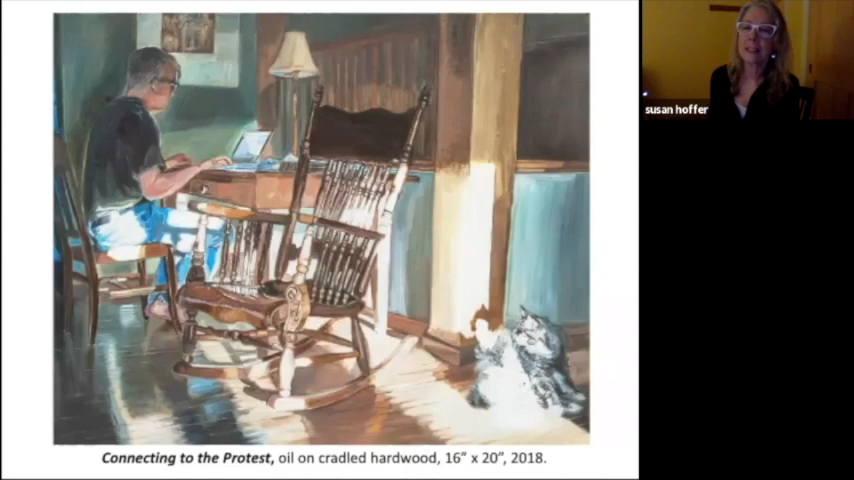 susan hoffer
Connecting to the Protest, oil on cradled hardwood, 16” x 20”, 2018.